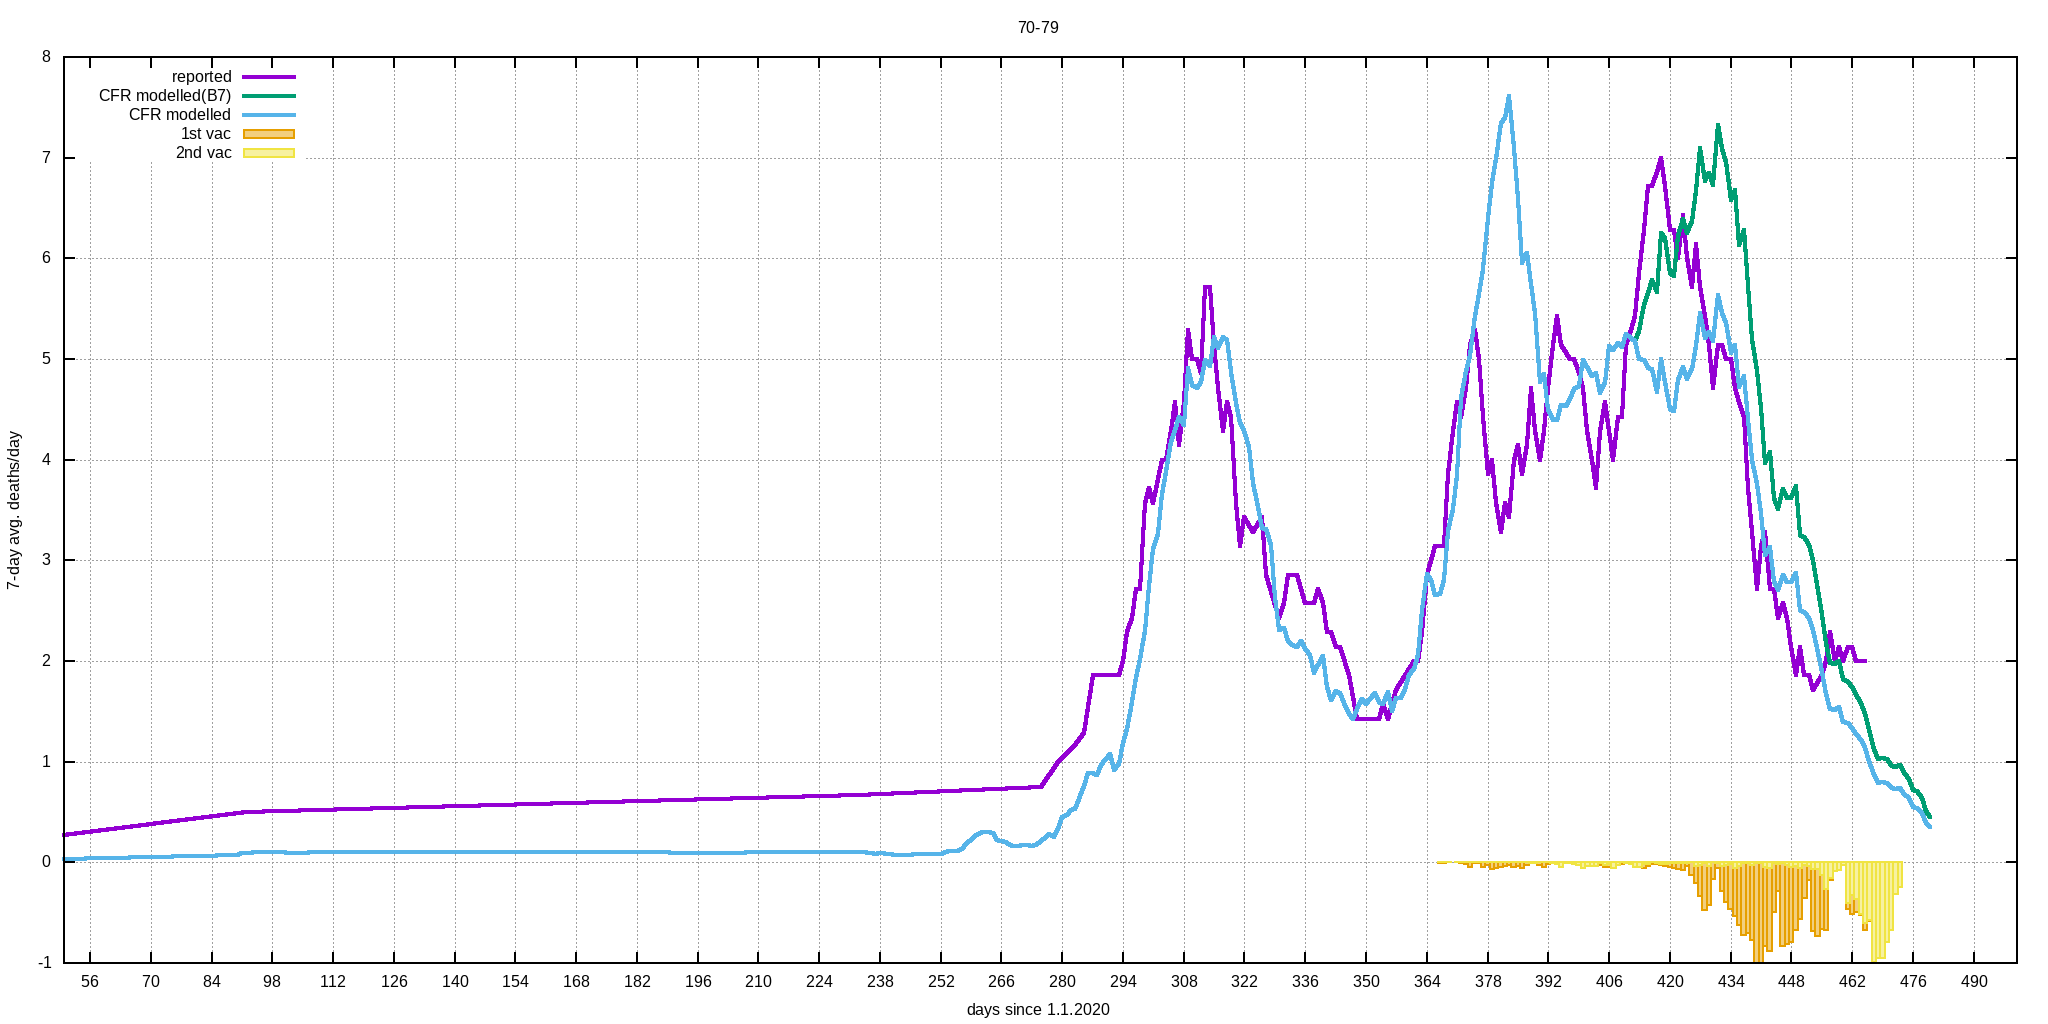 70-79
8
7
6
5
4
3
2
1
0
-1
7-day avg. deaths/day
reported
CFR modelled(B7)
CFR modelled
1st vac
2nd vac
56 70 84 98 112 126 140 154 168 182 196 210 224 238 252 266 280 294 308 322 336 350 364 378 392 406 420 434 448 462 476 490
days since 1.1.2020